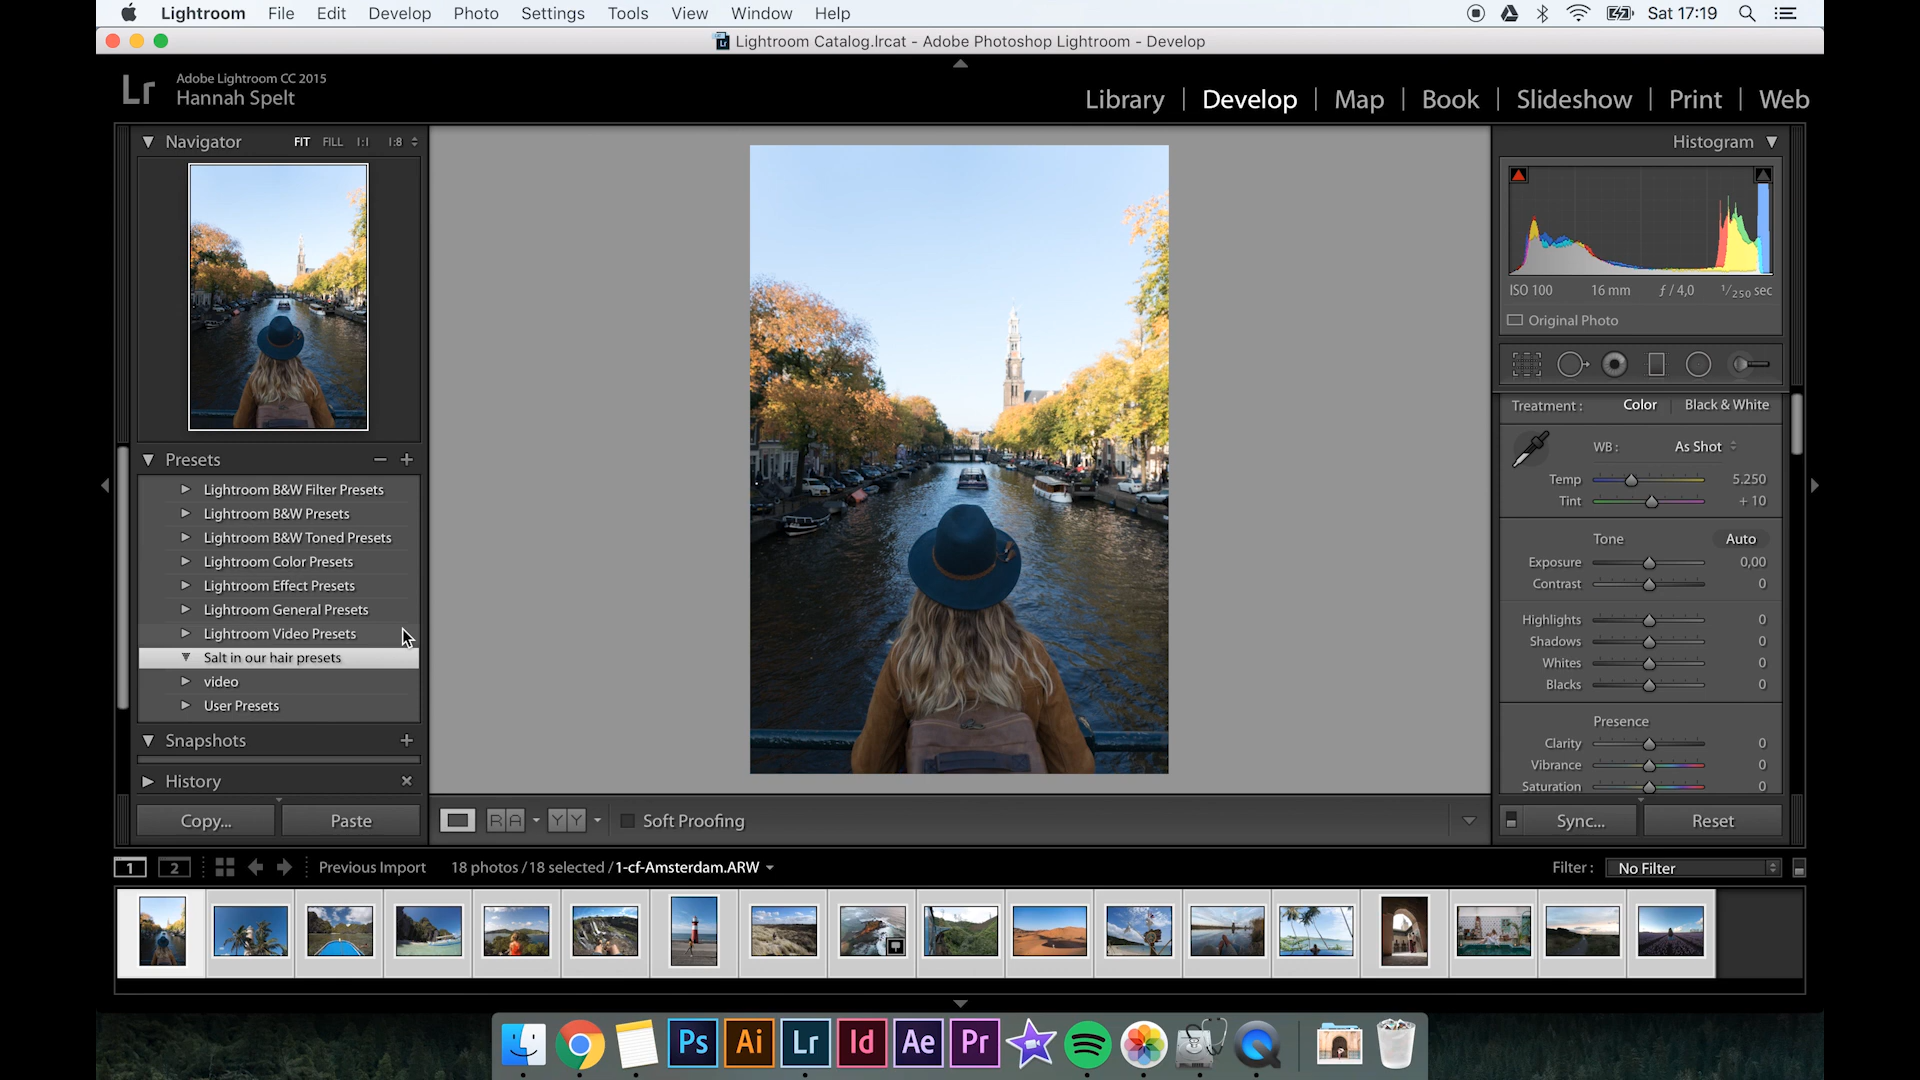 Lightroom File Edit Develop Photo Settings Tools View Window Help Sat 17:19
Lightroom Catalog.lrcat - Adobe Photoshop Lightroom - Develop
Lr Adobe Lightroom CC 2015
Hannah Spelt
Library | Develop | Map | Book | Slideshow | Print | Web
Navigator FIT FILL 1:1 1:8
Presets
Lightroom B&W Filter Presets
Lightroom B&W Presets
Lightroom B&W Toned Presets
Lightroom Color Presets
Lightroom Effect Presets
Lightroom General Presets
Lightroom Video Presets
Salt in our hair presets
video
User Presets
Snapshots
History
Copy... Paste
R A Y Y Soft Proofing
Histogram
ISO 100 16 mm ƒ / 4,0 1/250 sec
Original Photo
Treatment : Color Black & White
WB : As Shot
Temp 5.250
Tint + 10
Tone Auto
Exposure 0,00
Contrast 0
Highlights 0
Shadows 0
Whites 0
Blacks 0
Presence
Clarity 0
Vibrance 0
Saturation 0
Sync... Reset
1 2 Previous Import 18 photos / 18 selected / 1-cf-Amsterdam.ARW Filter : No Filter
Ps Ai Lr Id Ae Pr